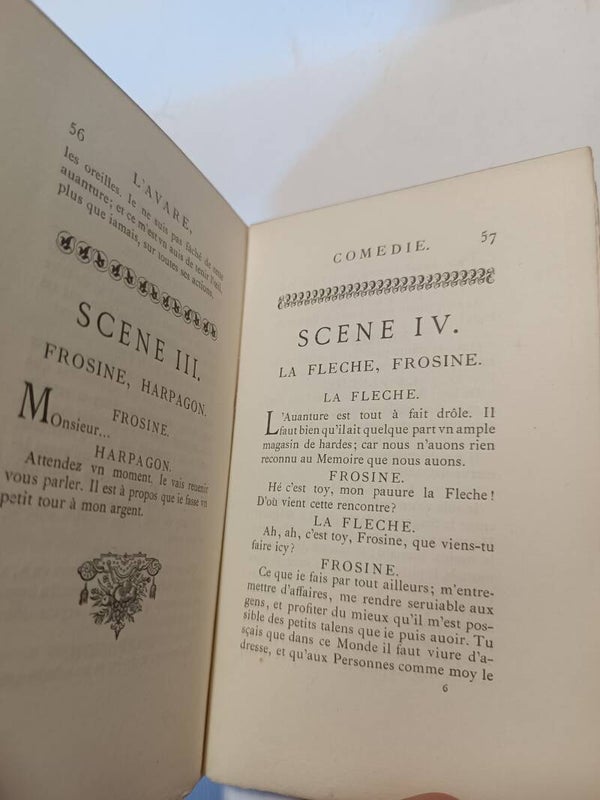 56
L'AVARE,
les oreilles. Ie ne suis pas faché de cette
auanture; et ce m'est vn auis de tenir l'œil,
plus que jamais, sur toutes ses actions.
SCENE III.
FROSINE, HARPAGON.
FROSINE.
MOnsieur...
HARPAGON.
Attendez vn moment. Ie vais reuenir
vous parler. Il est à propos que ie fasse vn
petit tour à mon argent.
COMEDIE. 57
SCENE IV.
LA FLECHE, FROSINE.
LA FLECHE.
L'Auanture est tout à fait drôle. Il
faut bien qu'il ait quelque part vn ample
magasin de hardes; car nous n'auons rien
reconnu au Memoire que nous auons.
FROSINE.
Hé c'est toy, mon pauure la Fleche!
D'où vient cette rencontre?
LA FLECHE.
Ah, ah, c'est toy, Frosine, que viens-tu
faire icy?
FROSINE.
Ce que ie fais par tout ailleurs; m'entre-
mettre d'affaires, me rendre seruiable aux
gens, et profiter du mieux qu'il m'est pos-
sible des petits talens que ie puis auoir. Tu
sçais que dans ce Monde il faut viure d'a-
dresse, et qu'aux Personnes comme moy le
6